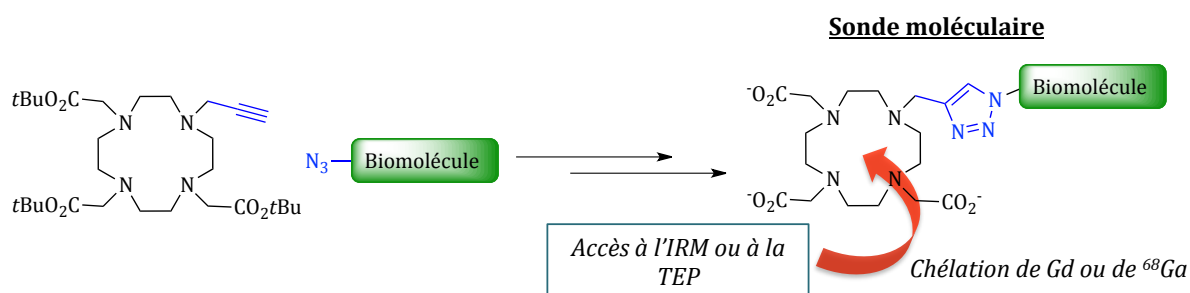 Sonde moléculaire
tBuO₂C
N
N
N
N
tBuO₂C
CO₂tBu
N₃
Biomolécule
⁻O₂C
N
N
N
N
⁻O₂C
CO₂⁻
N
N
N
Biomolécule
Accès à l'IRM ou à la
TEP
Chélation de Gd ou de ⁶⁸Ga